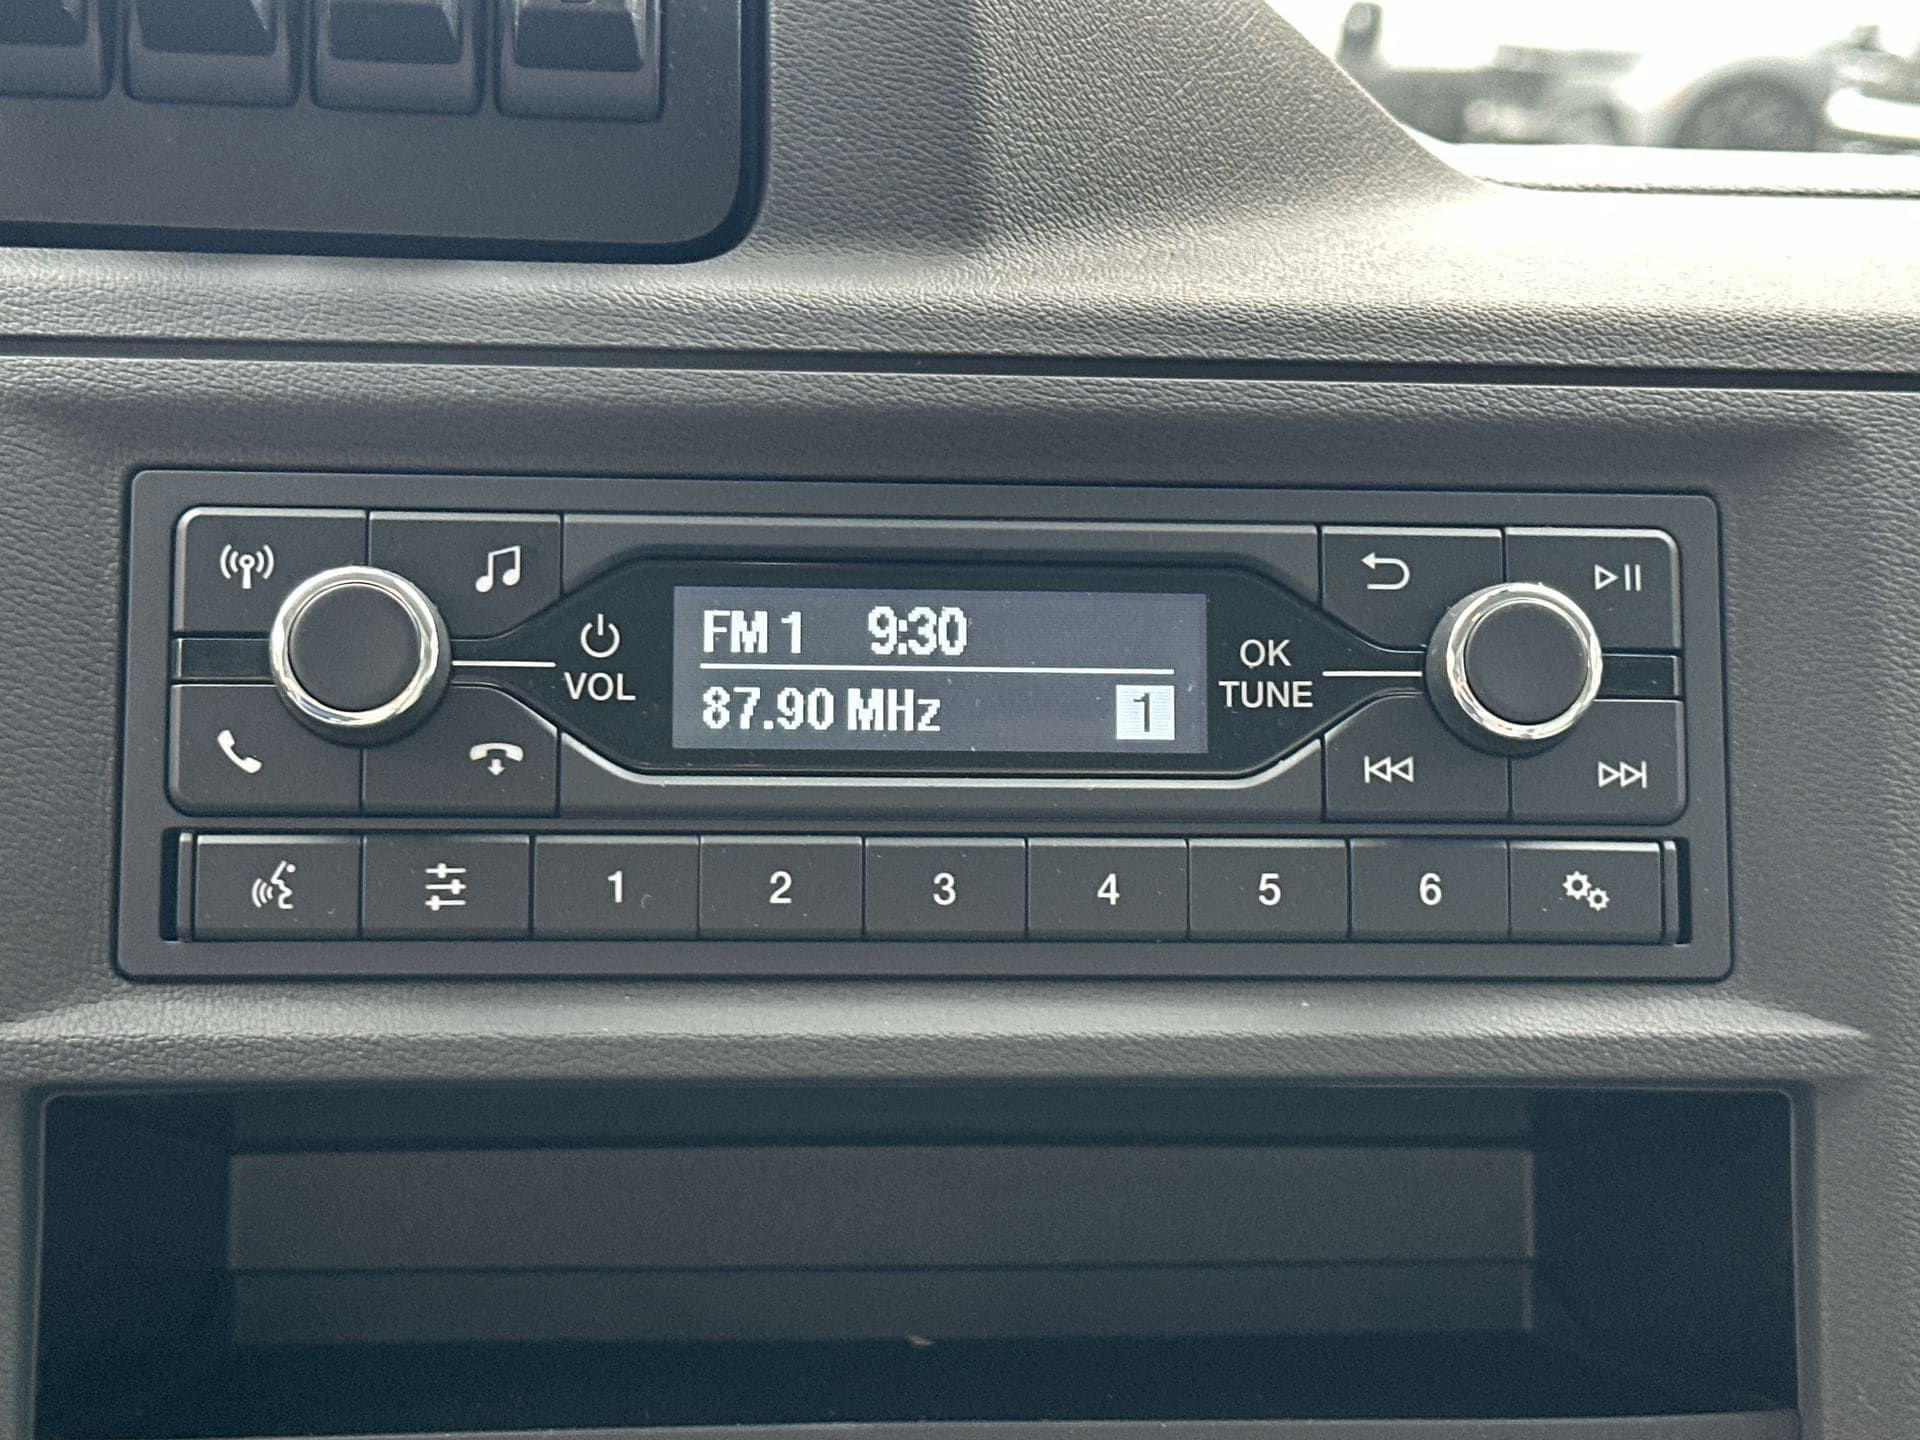 FM 1 9:30
87.90 MHz 1
VOL
OK
TUNE
1 2 3 4 5 6